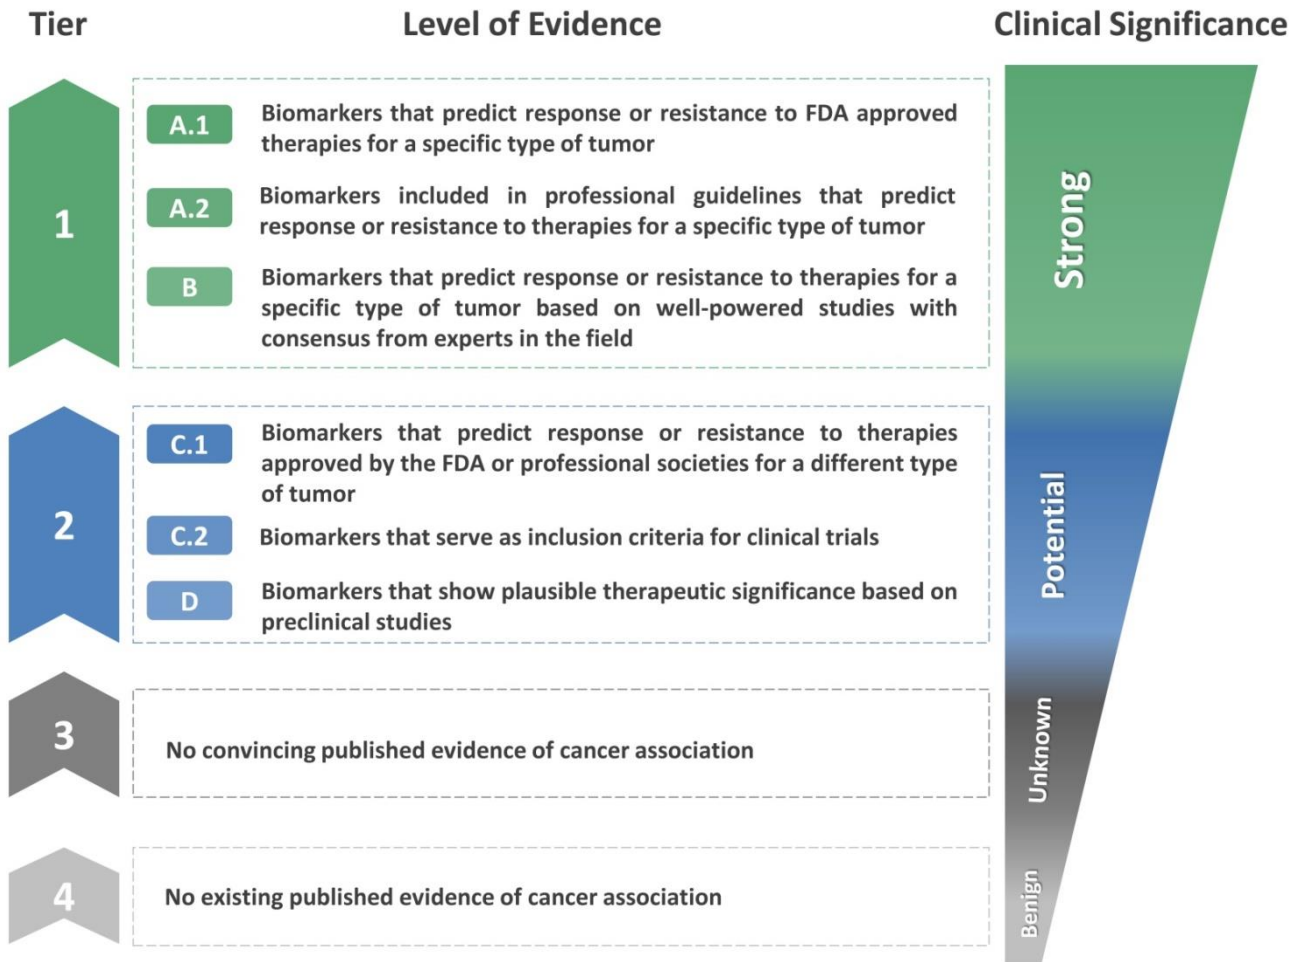 Tier
Level of Evidence
Clinical Significance
1
A.1
Biomarkers that predict response or resistance to FDA approved
therapies for a specific type of tumor
A.2
Biomarkers included in professional guidelines that predict
response or resistance to therapies for a specific type of tumor
B
Biomarkers that predict response or resistance to therapies for a
specific type of tumor based on well-powered studies with
consensus from experts in the field
Strong
2
C.1
Biomarkers that predict response or resistance to therapies
approved by the FDA or professional societies for a different type
of tumor
C.2
Biomarkers that serve as inclusion criteria for clinical trials
D
Biomarkers that show plausible therapeutic significance based on
preclinical studies
Potential
3
No convincing published evidence of cancer association
Unknown
4
No existing published evidence of cancer association
Benign